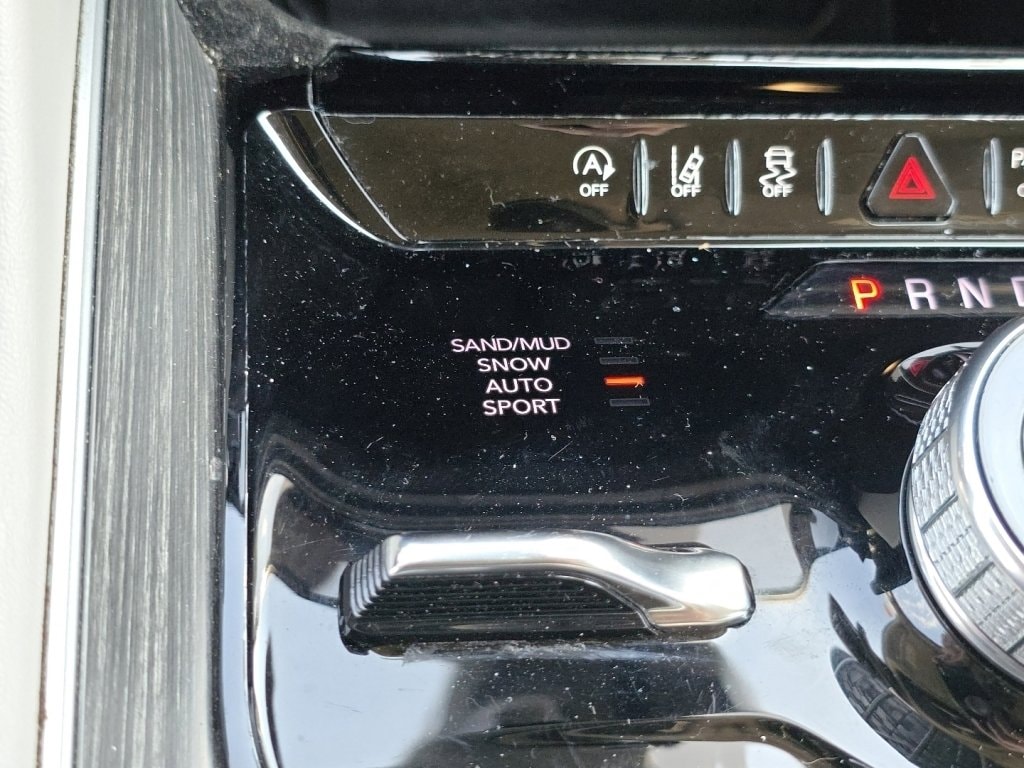 A
OFF
OFF
OFF
P R N
SAND/MUD
SNOW
AUTO
SPORT